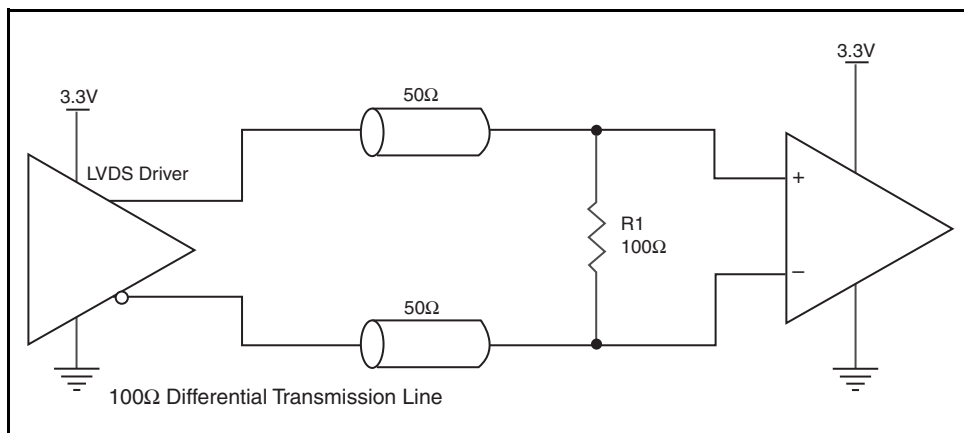 3.3V
3.3V
50Ω
LVDS Driver
+
R1
100Ω
−
50Ω
100Ω Differential Transmission Line